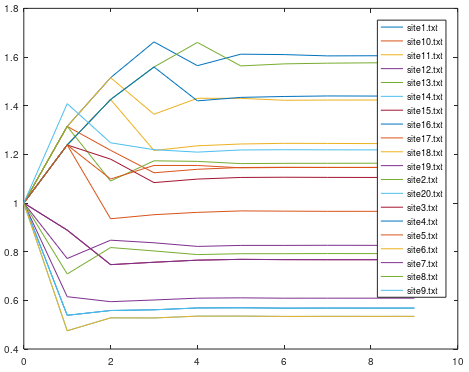 1.8
1.6
1.4
1.2
1
0.8
0.6
0.4
0 2 4 6 8 10
site1.txt
site10.txt
site11.txt
site12.txt
site13.txt
site14.txt
site15.txt
site16.txt
site17.txt
site18.txt
site19.txt
site2.txt
site20.txt
site3.txt
site4.txt
site5.txt
site6.txt
site7.txt
site8.txt
site9.txt